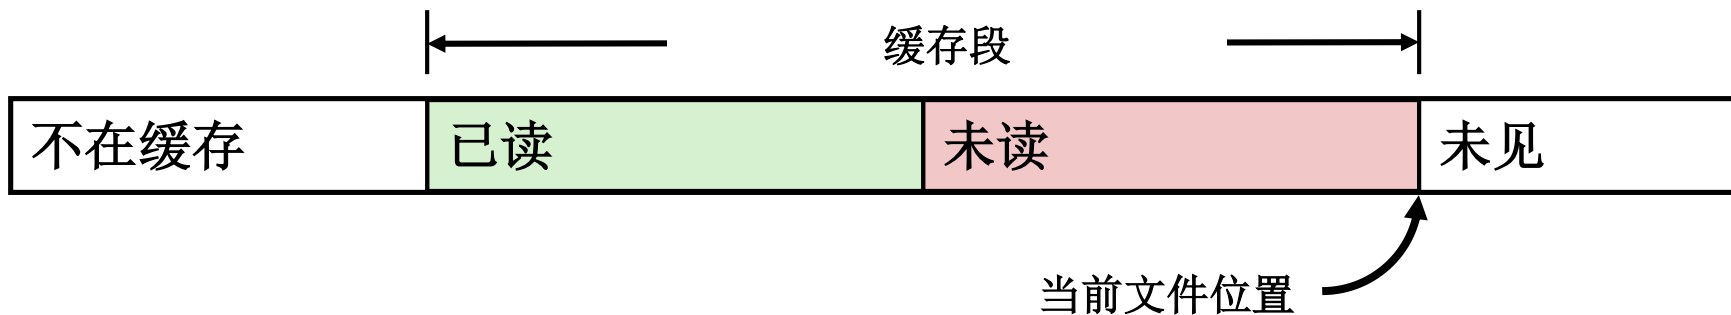 缓存段
不在缓存 已读 未读 未见
当前文件位置